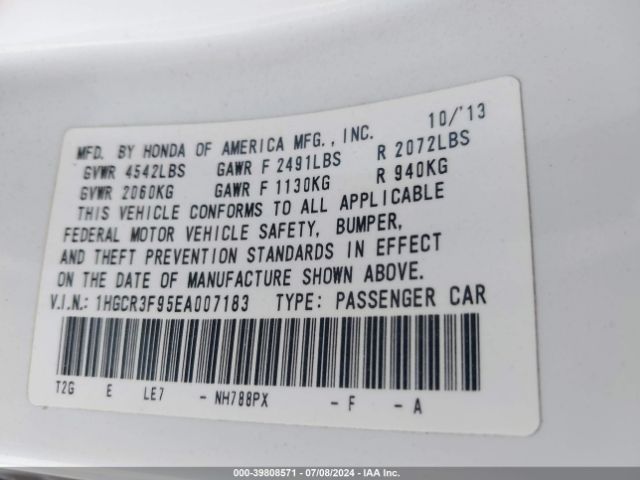 10/'13
MFD. BY HONDA OF AMERICA MFG., INC.
GVWR 4542LBS GAWR F 2491LBS R 2072LBS
GVWR 2060KG GAWR F 1130KG R 940KG
THIS VEHICLE CONFORMS TO ALL APPLICABLE
FEDERAL MOTOR VEHICLE SAFETY, BUMPER,
AND THEFT PREVENTION STANDARDS IN EFFECT
ON THE DATE OF MANUFACTURE SHOWN ABOVE.
V.I.N.: 1HGCR3F95EA007183 TYPE: PASSENGER CAR
T2G E LE7 - NH788PX - F - A
000-39808571 | 07/08/2024 | IAA Inc.